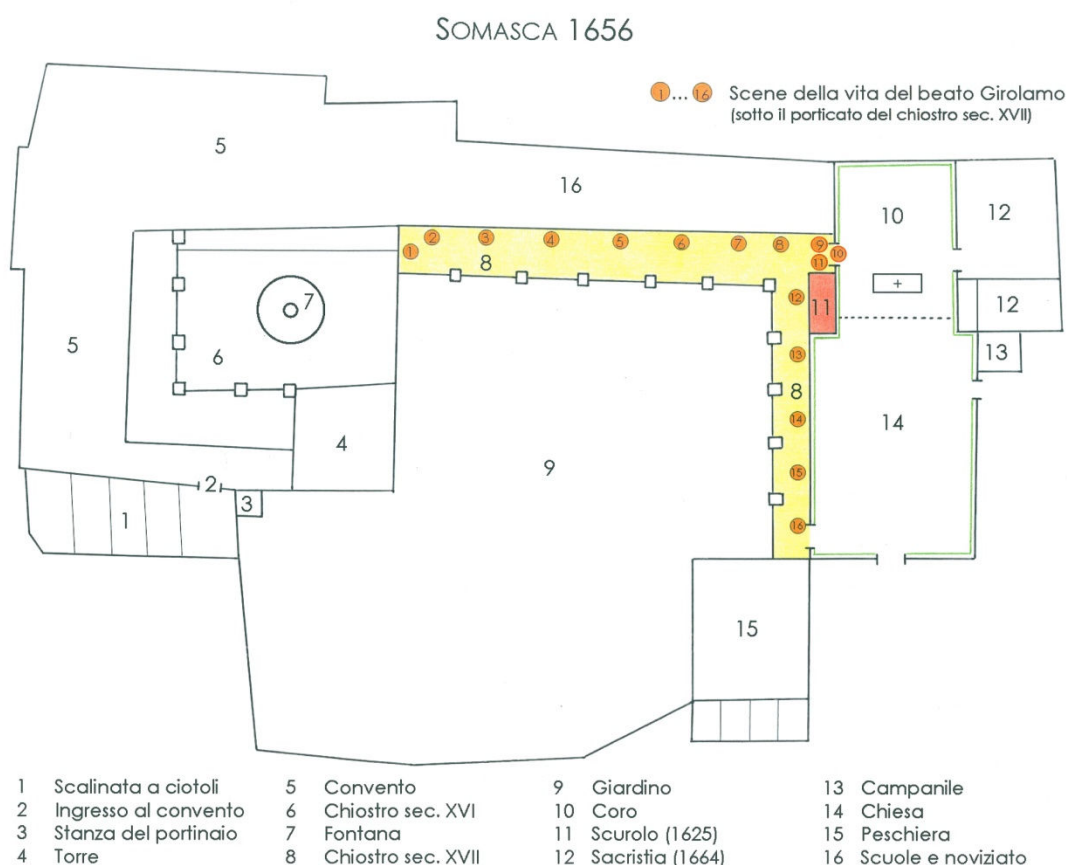 SOMASCA 1656
1 ... 16 Scene della vita del beato Girolamo
(sotto il porticato del chiostro sec. XVII)
5
16
10
12
2
3
4
5
6
7
8
9
10
1
11
8
7
12
11
12
5
6
13
13
8
4
14
14
9
2
15
3
1
16
15
1 Scalinata a ciotoli
2 Ingresso al convento
3 Stanza del portinaio
4 Torre
5 Convento
6 Chiostro sec. XVI
7 Fontana
8 Chiostro sec. XVII
9 Giardino
10 Coro
11 Scurolo (1625)
12 Sacristia (1664)
13 Campanile
14 Chiesa
15 Peschiera
16 Scuole e noviziato